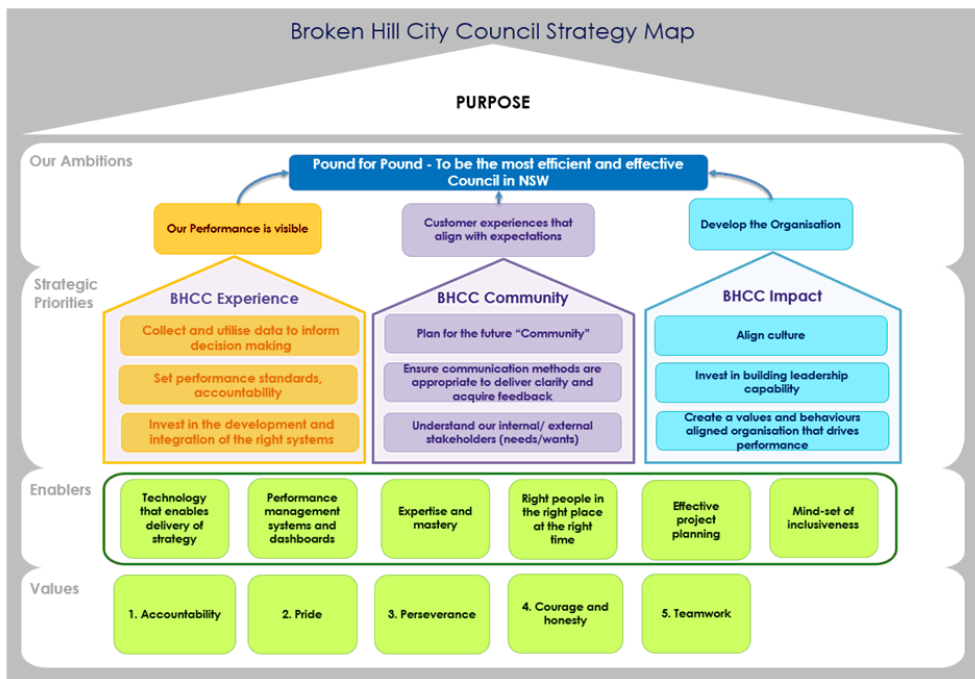 Broken Hill City Council Strategy Map
PURPOSE
Our Ambitions
Pound for Pound - To be the most efficient and effective
Council in NSW
Our Performance is visible
Customer experiences that
align with expectations
Develop the Organisation
Strategic
Priorities
BHCC Experience
Collect and utilise data to inform
decision making
Set performance standards,
accountability
Invest in the development and
integration of the right systems
BHCC Community
Plan for the future “Community”
Ensure communication methods are
appropriate to deliver clarity and
acquire feedback
Understand our internal/ external
stakeholders (needs/wants)
BHCC Impact
Align culture
Invest in building leadership
capability
Create a values and behaviours
aligned organisation that drives
performance
Enablers
Technology
that enables
delivery of
strategy
Performance
management
systems and
dashboards
Expertise and
mastery
Right people in
the right place
at the right
time
Effective
project
planning
Mind-set of
inclusiveness
Values
1. Accountability
2. Pride
3. Perseverance
4. Courage and
honesty
5. Teamwork